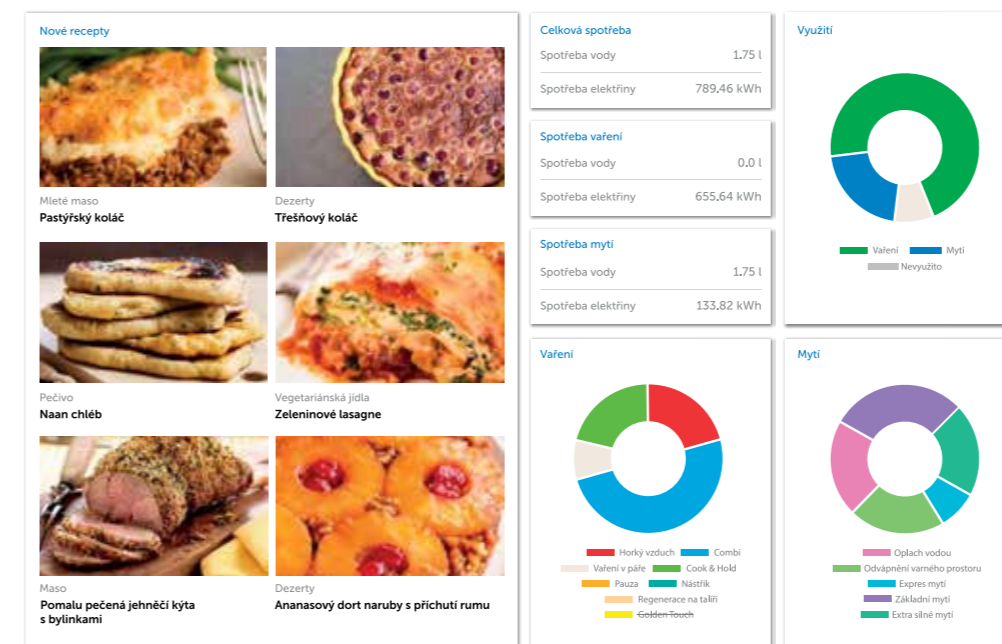 Nové recepty
Mleté maso
Pastýřský koláč
Dezerty
Třešňový koláč
Pečivo
Naan chléb
Vegetariánská jídla
Zeleninové lasagne
Maso
Pomalu pečená jehněčí kýta
s bylinkami
Dezerty
Ananasový dort naruby s příchutí rumu
Celková spotřeba
Spotřeba vody 1.75 l
Spotřeba elektřiny 789.46 kWh
Spotřeba vaření
Spotřeba vody 0.0 l
Spotřeba elektřiny 655.64 kWh
Spotřeba mytí
Spotřeba vody 1.75 l
Spotřeba elektřiny 133.82 kWh
Využití
Vaření Mytí
Nevyužito
Vaření
Horký vzduch Combi
Vaření v páře Cook & Hold
Pauza Nástřik
Regenerace na talíři
Golden Touch
Mytí
Oplach vodou
Odvápnění varného prostoru
Expres mytí
Základní mytí
Extra silné mytí